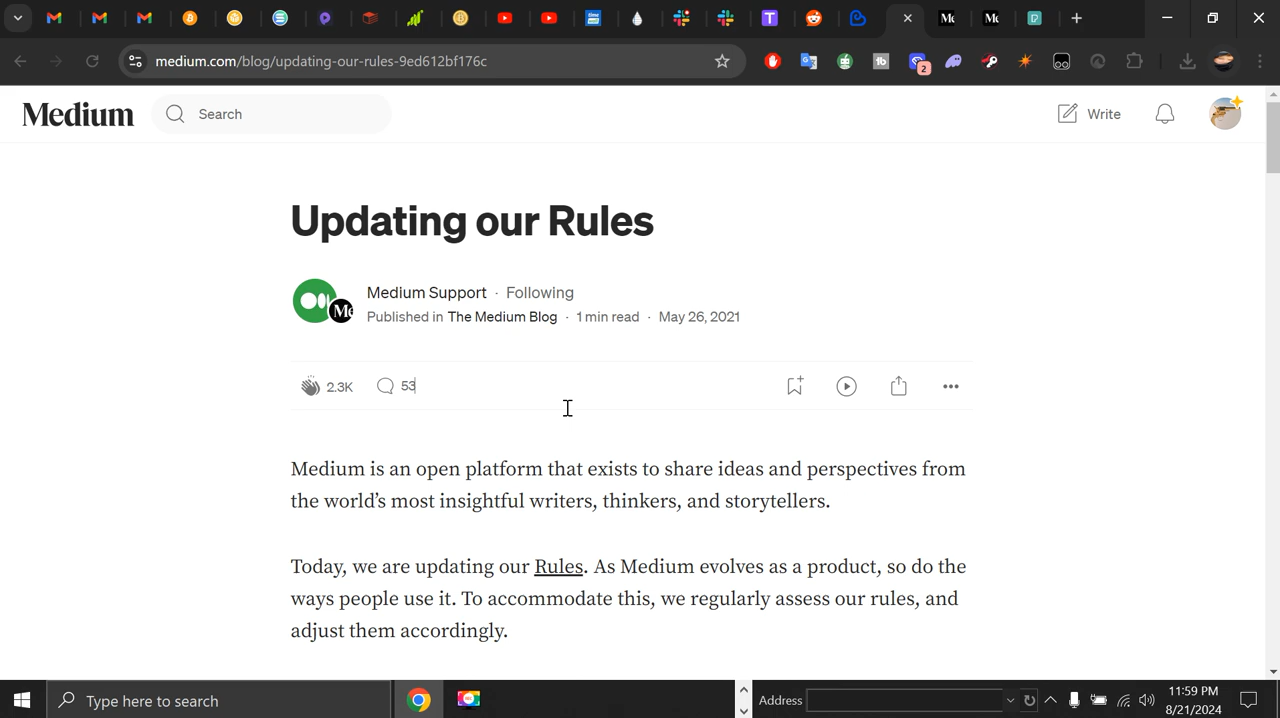 2
medium.com/blog/updating-our-rules-9ed612bf176c
Medium
Search
Write
Updating our Rules
Medium Support · Following
Published in The Medium Blog · 1 min read · May 26, 2021
2.3K
53
Medium is an open platform that exists to share ideas and perspectives from
the world’s most insightful writers, thinkers, and storytellers.
Today, we are updating our Rules. As Medium evolves as a product, so do the
ways people use it. To accommodate this, we regularly assess our rules, and
adjust them accordingly.
Type here to search
Address
11:59 PM
8/21/2024